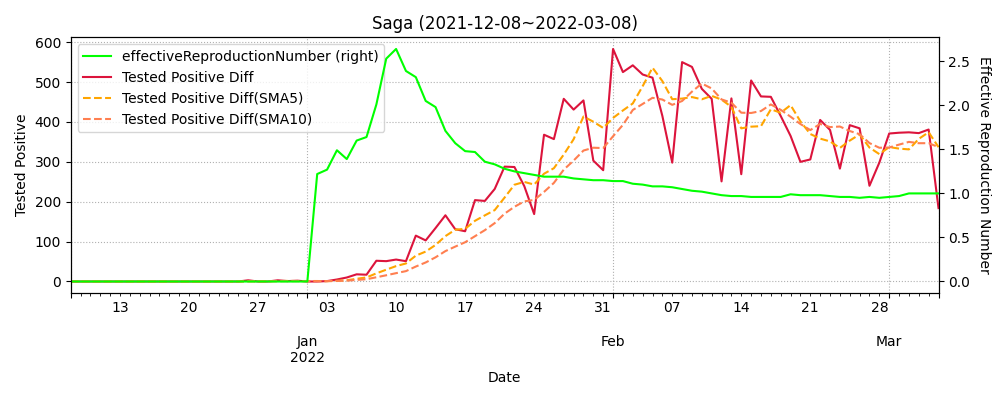 Saga (2021-12-08~2022-03-08)
effectiveReproductionNumber (right)
Tested Positive Diff
Tested Positive Diff(SMA5)
Tested Positive Diff(SMA10)
Tested Positive
600
500
400
300
200
100
0
2.5
2.0
1.5
1.0
0.5
0.0
Effective Reproduction Number
13 20 27 03 10 17 24 31 07 14 21 28
Jan Feb Mar
2022
Date